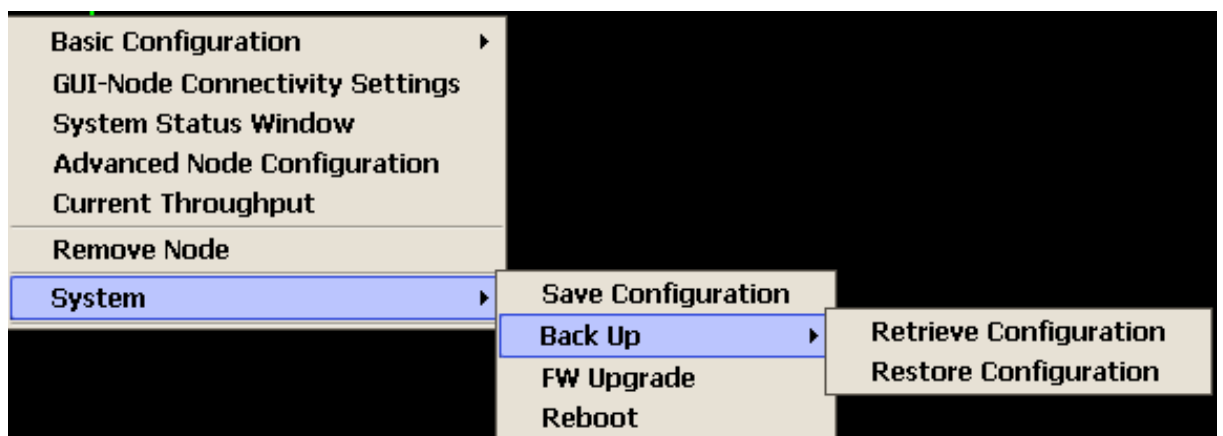 Basic Configuration
GUI-Node Connectivity Settings
System Status Window
Advanced Node Configuration
Current Throughput
Remove Node
System
Save Configuration
Back Up
FW Upgrade
Reboot
Retrieve Configuration
Restore Configuration